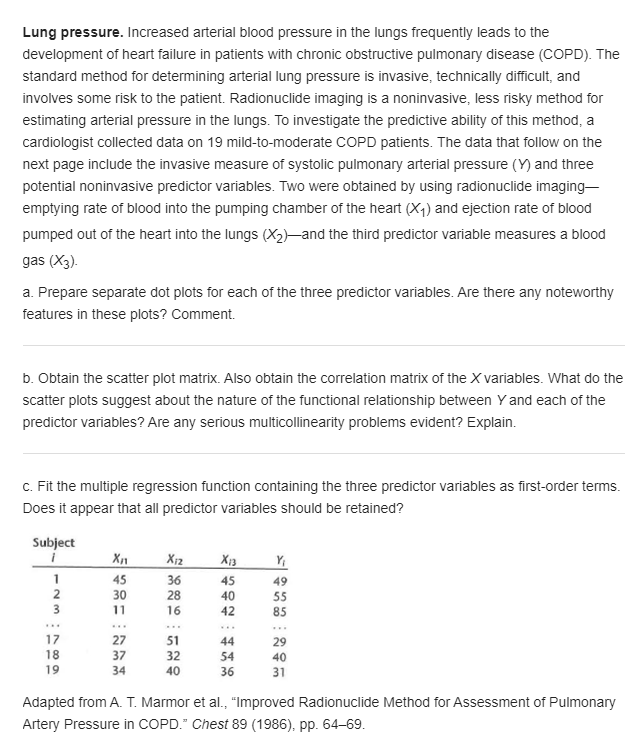 Lung pressure. Increased arterial blood pressure in the lungs frequently leads to the
development of heart failure in patients with chronic obstructive pulmonary disease (COPD). The
standard method for determining arterial lung pressure is invasive, technically difficult, and
involves some risk to the patient. Radionuclide imaging is a noninvasive, less risky method for
estimating arterial pressure in the lungs. To investigate the predictive ability of this method, a
cardiologist collected data on 19 mild-to-moderate COPD patients. The data that follow on the
next page include the invasive measure of systolic pulmonary arterial pressure (Y) and three
potential noninvasive predictor variables. Two were obtained by using radionuclide imaging—
emptying rate of blood into the pumping chamber of the heart (X₁) and ejection rate of blood
pumped out of the heart into the lungs (X₂)—and the third predictor variable measures a blood
gas (X₃).
a. Prepare separate dot plots for each of the three predictor variables. Are there any noteworthy
features in these plots? Comment.
b. Obtain the scatter plot matrix. Also obtain the correlation matrix of the X variables. What do the
scatter plots suggest about the nature of the functional relationship between Y and each of the
predictor variables? Are any serious multicollinearity problems evident? Explain.
c. Fit the multiple regression function containing the three predictor variables as first-order terms.
Does it appear that all predictor variables should be retained?
Subject
i Xi1 Xi2 Xi3 Yi
1 45 36 45 49
2 30 28 40 55
3 11 16 42 85
... ... ... ... ...
17 27 51 44 29
18 37 32 54 40
19 34 40 36 31
Adapted from A. T. Marmor et al., "Improved Radionuclide Method for Assessment of Pulmonary
Artery Pressure in COPD." Chest 89 (1986), pp. 64–69.